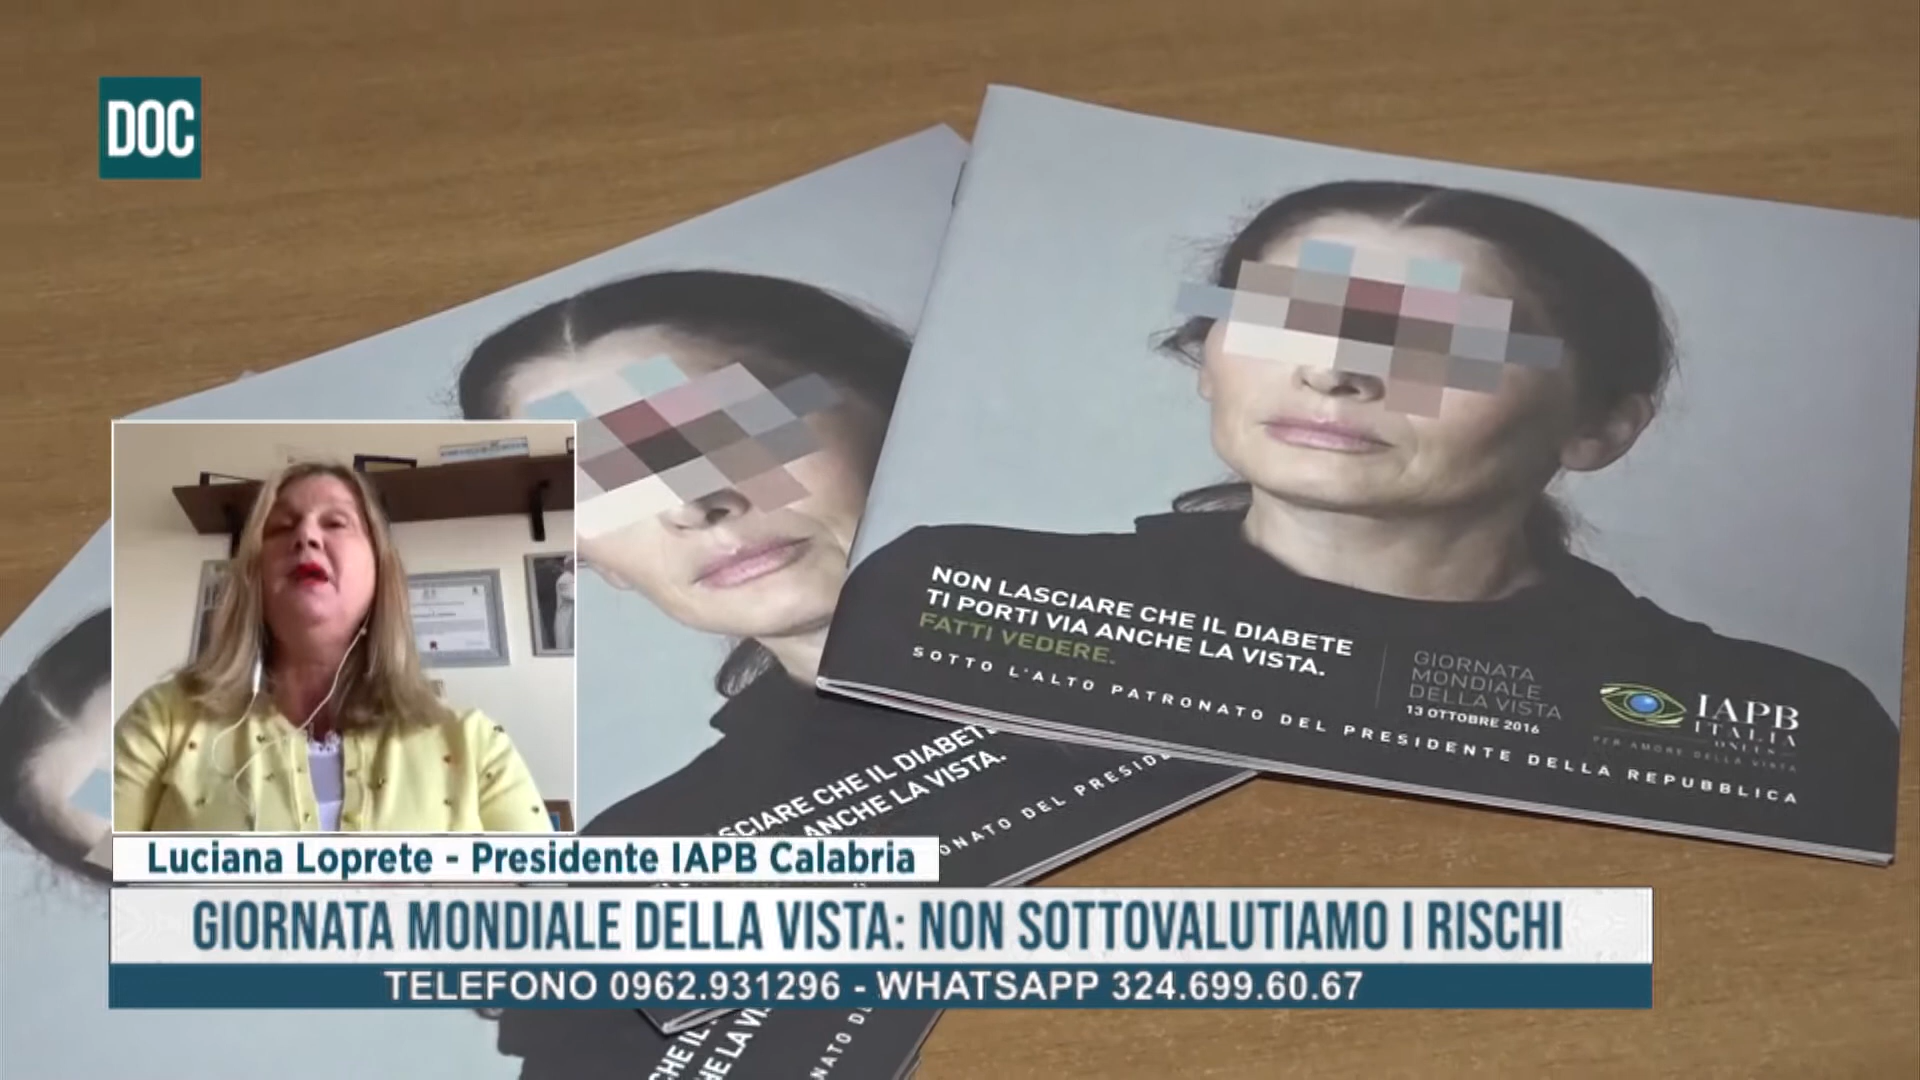 DOC
NON LASCIARE CHE IL DIABETE
TI PORTI VIA ANCHE LA VISTA.
FATTI VEDERE.
SOTTO L'ALTO PATRONATO DEL PRESIDENTE DELLA REPUBBLICA
GIORNATA
MONDIALE
DELLA VISTA
13 OTTOBRE 2016
IAPB
ITALIA
ONLUS
PER AMORE DELLA VISTA
CHE IL DIABETE
ANCHE LA VISTA.
Luciana Loprete - Presidente IAPB Calabria
GIORNATA MONDIALE DELLA VISTA: NON SOTTOVALUTIAMO I RISCHI
TELEFONO 0962.931296 - WHATSAPP 324.699.60.67
CHE IL